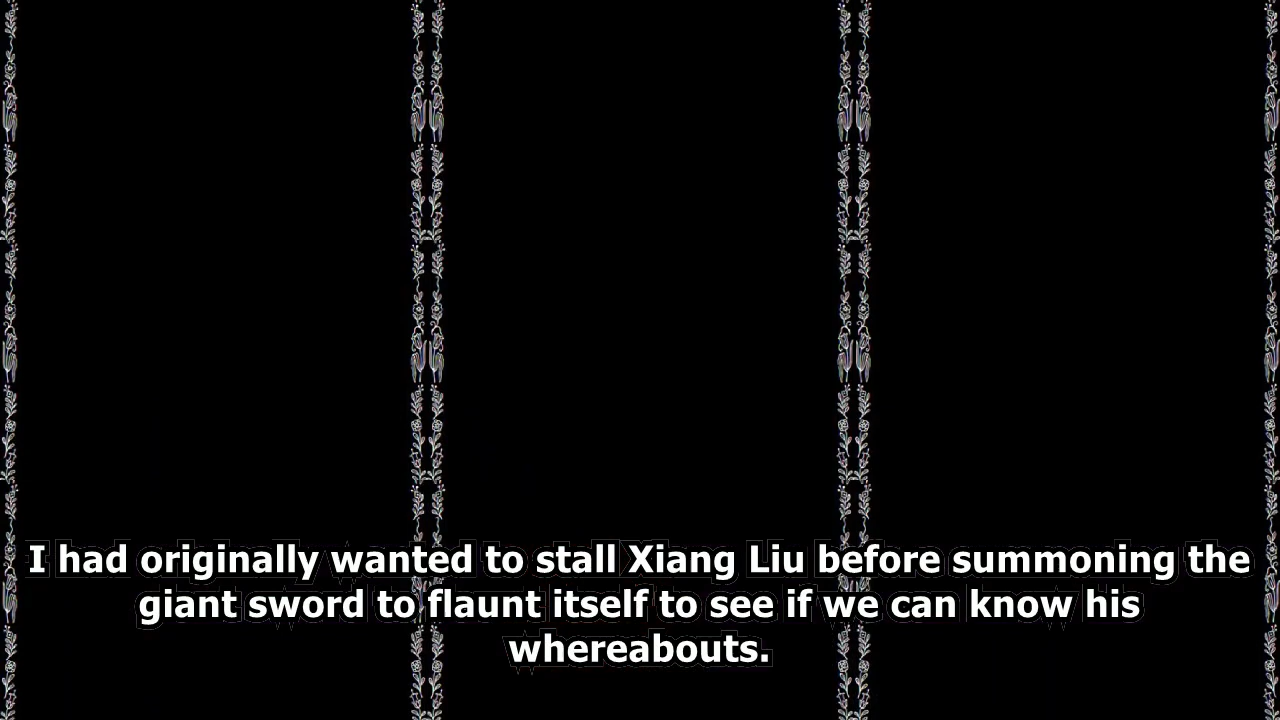 I had originally wanted to stall Xiang Liu before summoning the
giant sword to flaunt itself to see if we can know his
whereabouts.